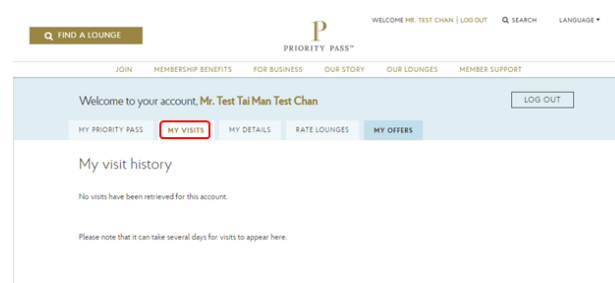 FIND A LOUNGE
P
PRIORITY PASS™
WELCOME MR. TEST CHAN | LOG OUT
SEARCH
LANGUAGE
JOIN
MEMBERSHIP BENEFITS
FOR BUSINESS
OUR STORY
OUR LOUNGES
MEMBER SUPPORT
Welcome to your account, Mr. Test Tai Man Test Chan
LOG OUT
MY PRIORITY PASS
MY VISITS
MY DETAILS
RATE LOUNGES
MY OFFERS
My visit history
No visits have been retrieved for this account.
Please note that it can take several days for visits to appear here.